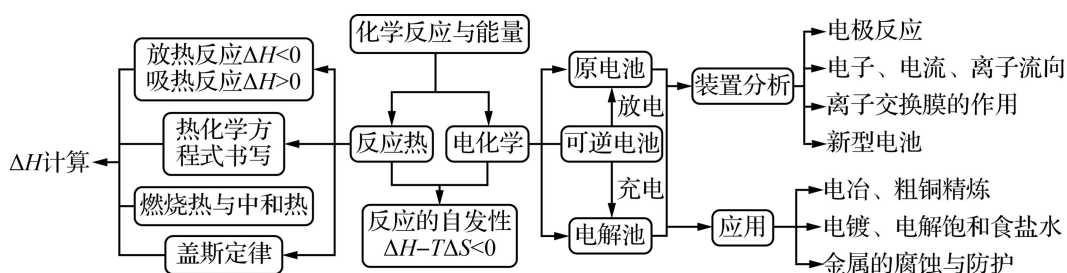 化学反应与能量
放热反应ΔH<0
吸热反应ΔH>0
热化学方
程式书写
燃烧热与中和热
盖斯定律
ΔH计算
反应热
电化学
反应的自发性
ΔH-TΔS<0
原电池
放电
可逆电池
充电
电解池
装置分析
电极反应
电子、电流、离子流向
离子交换膜的作用
新型电池
应用
电冶、粗铜精炼
电镀、电解饱和食盐水
金属的腐蚀与防护